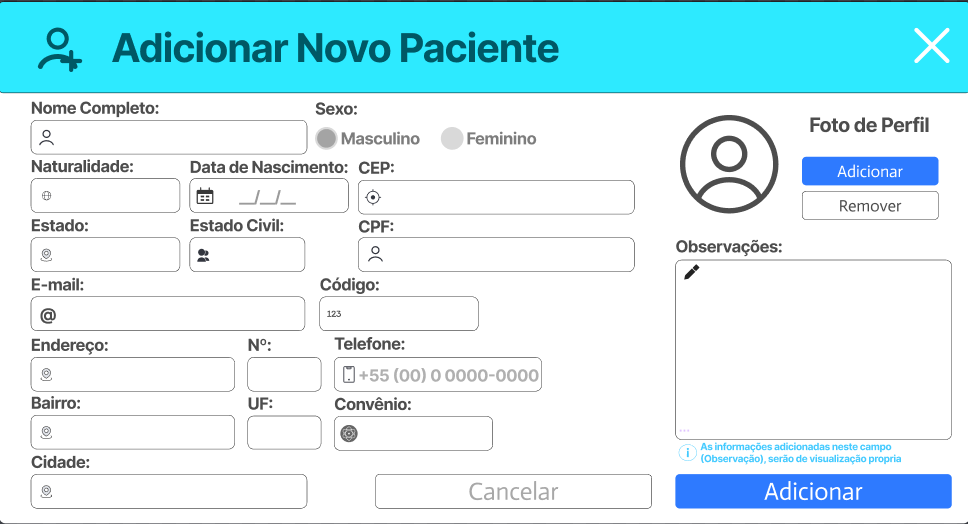 Adicionar Novo Paciente
Nome Completo:
Sexo:
Masculino
Feminino
Naturalidade:
Data de Nascimento:
__/__/__
CEP:
Estado:
Estado Civil:
CPF:
E-mail:
@
Código:
123
Endereço:
Nº:
Telefone:
+55 (00) 0 0000-0000
Bairro:
UF:
Convênio:
Cidade:
Cancelar
Foto de Perfil
Adicionar
Remover
Observações:
...
i
As informações adicionadas neste campo
(Observação), serão de visualização propria
Adicionar